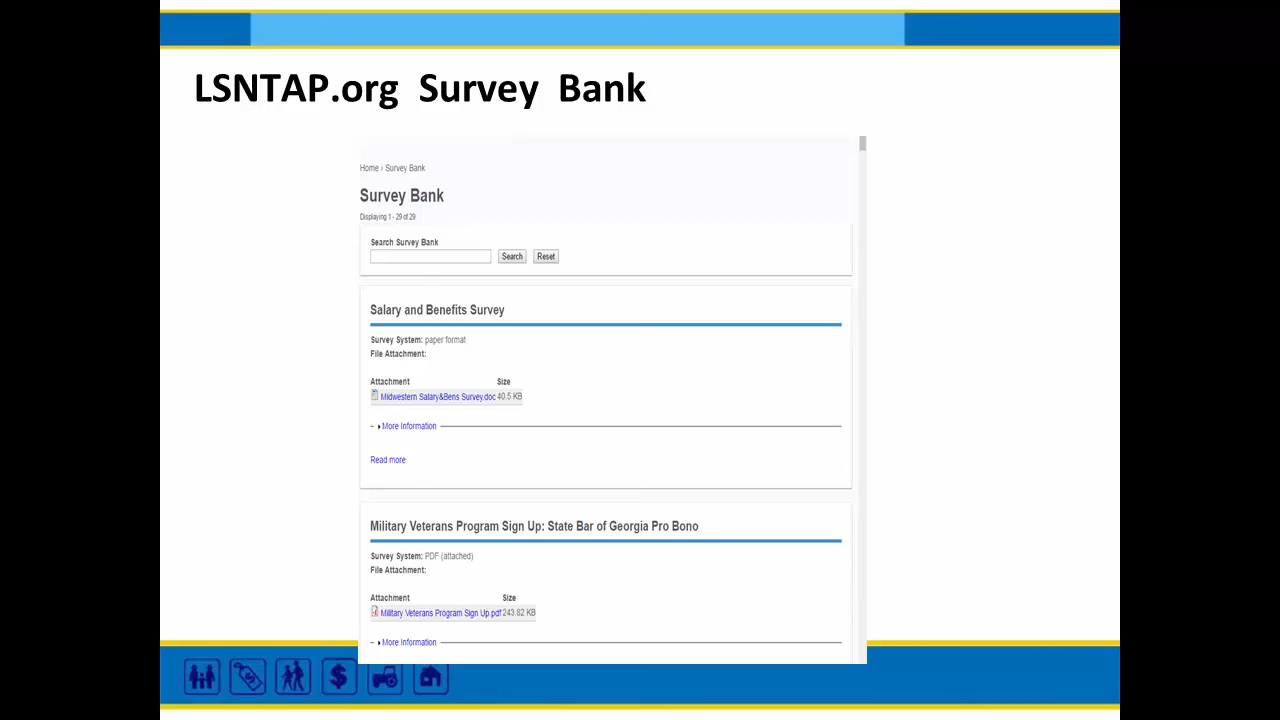 LSNTAP.org Survey Bank
Home › Survey Bank
Survey Bank
Displaying 1 - 29 of 29
Search Survey Bank
Search Reset
Salary and Benefits Survey
Survey System: paper format
File Attachment:
Attachment Size
Midwestern Salary&Bens Survey.doc 40.5 KB
More Information
Read more
Military Veterans Program Sign Up: State Bar of Georgia Pro Bono
Survey System: PDF (attached)
File Attachment:
Attachment Size
Military Veterans Program Sign Up.pdf 243.82 KB
More Information
$